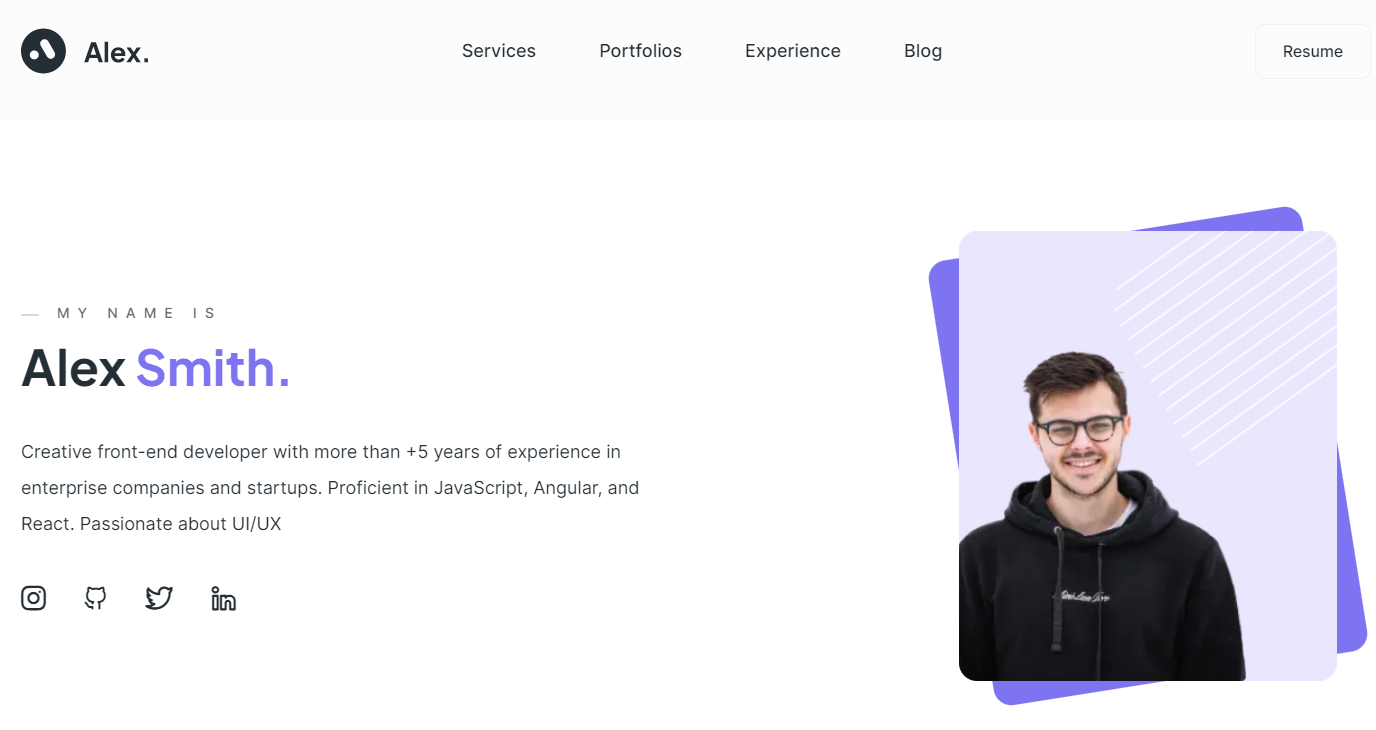 Alex.
Services
Portfolios
Experience
Blog
Resume
MY NAME IS
Alex Smith.
Creative front-end developer with more than +5 years of experience in
enterprise companies and startups. Proficient in JavaScript, Angular, and
React. Passionate about UI/UX